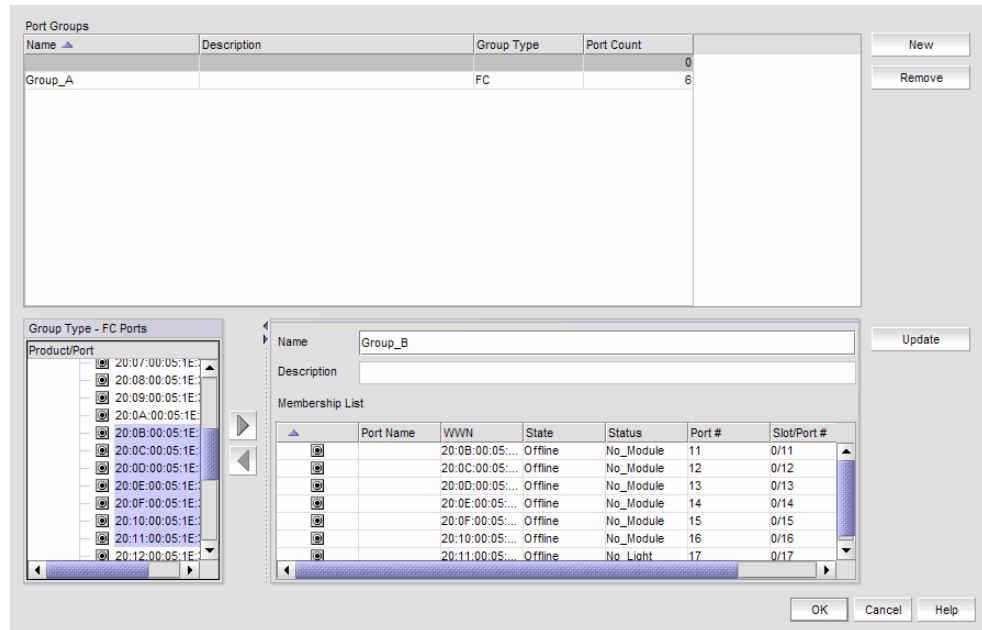 Port Groups
Name Description Group Type Port Count
0
Group_A FC 6
New
Remove
Group Type - FC Ports
Product/Port
20:07:00:05:1E:
20:08:00:05:1E:
20:09:00:05:1E:
20:0A:00:05:1E:
20:0B:00:05:1E:
20:0C:00:05:1E:
20:0D:00:05:1E:
20:0E:00:05:1E:
20:0F:00:05:1E:
20:10:00:05:1E:
20:11:00:05:1E:
20:12:00:05:1E:
Name Group_B
Description
Membership List
Port Name WWN State Status Port # Slot/Port #
20:0B:00:05:... Offline No_Module 11 0/11
20:0C:00:05:... Offline No_Module 12 0/12
20:0D:00:05:... Offline No_Module 13 0/13
20:0E:00:05:... Offline No_Module 14 0/14
20:0F:00:05:... Offline No_Module 15 0/15
20:10:00:05:... Offline No_Module 16 0/16
20:11:00:05:... Offline No_Light 17 0/17
Update
OK Cancel Help